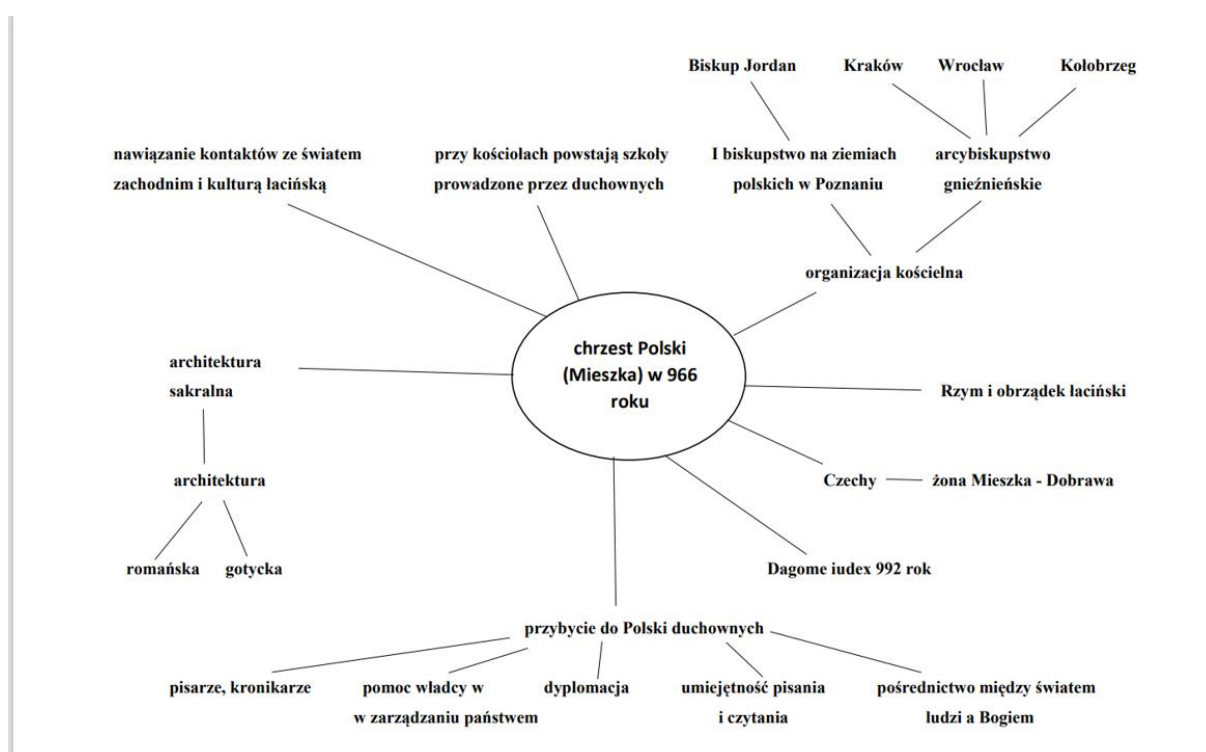 Biskup Jordan
Kraków
Wrocław
Kołobrzeg
nawiązanie kontaktów ze światem
zachodnim i kulturą łacińską
przy kościołach powstają szkoły
prowadzone przez duchownych
I biskupstwo na ziemiach
polskich w Poznaniu
arcybiskupstwo
gnieźnieńskie
organizacja kościelna
chrzest Polski
(Mieszka) w 966
roku
architektura
sakralna
Rzym i obrządek łaciński
architektura
Czechy
żona Mieszka - Dobrawa
romańska
gotycka
Dagome iudex 992 rok
przybycie do Polski duchownych
pisarze, kronikarze
pomoc władcy w
w zarządzaniu państwem
dyplomacja
umiejętność pisania
i czytania
pośrednictwo między światem
ludzi a Bogiem